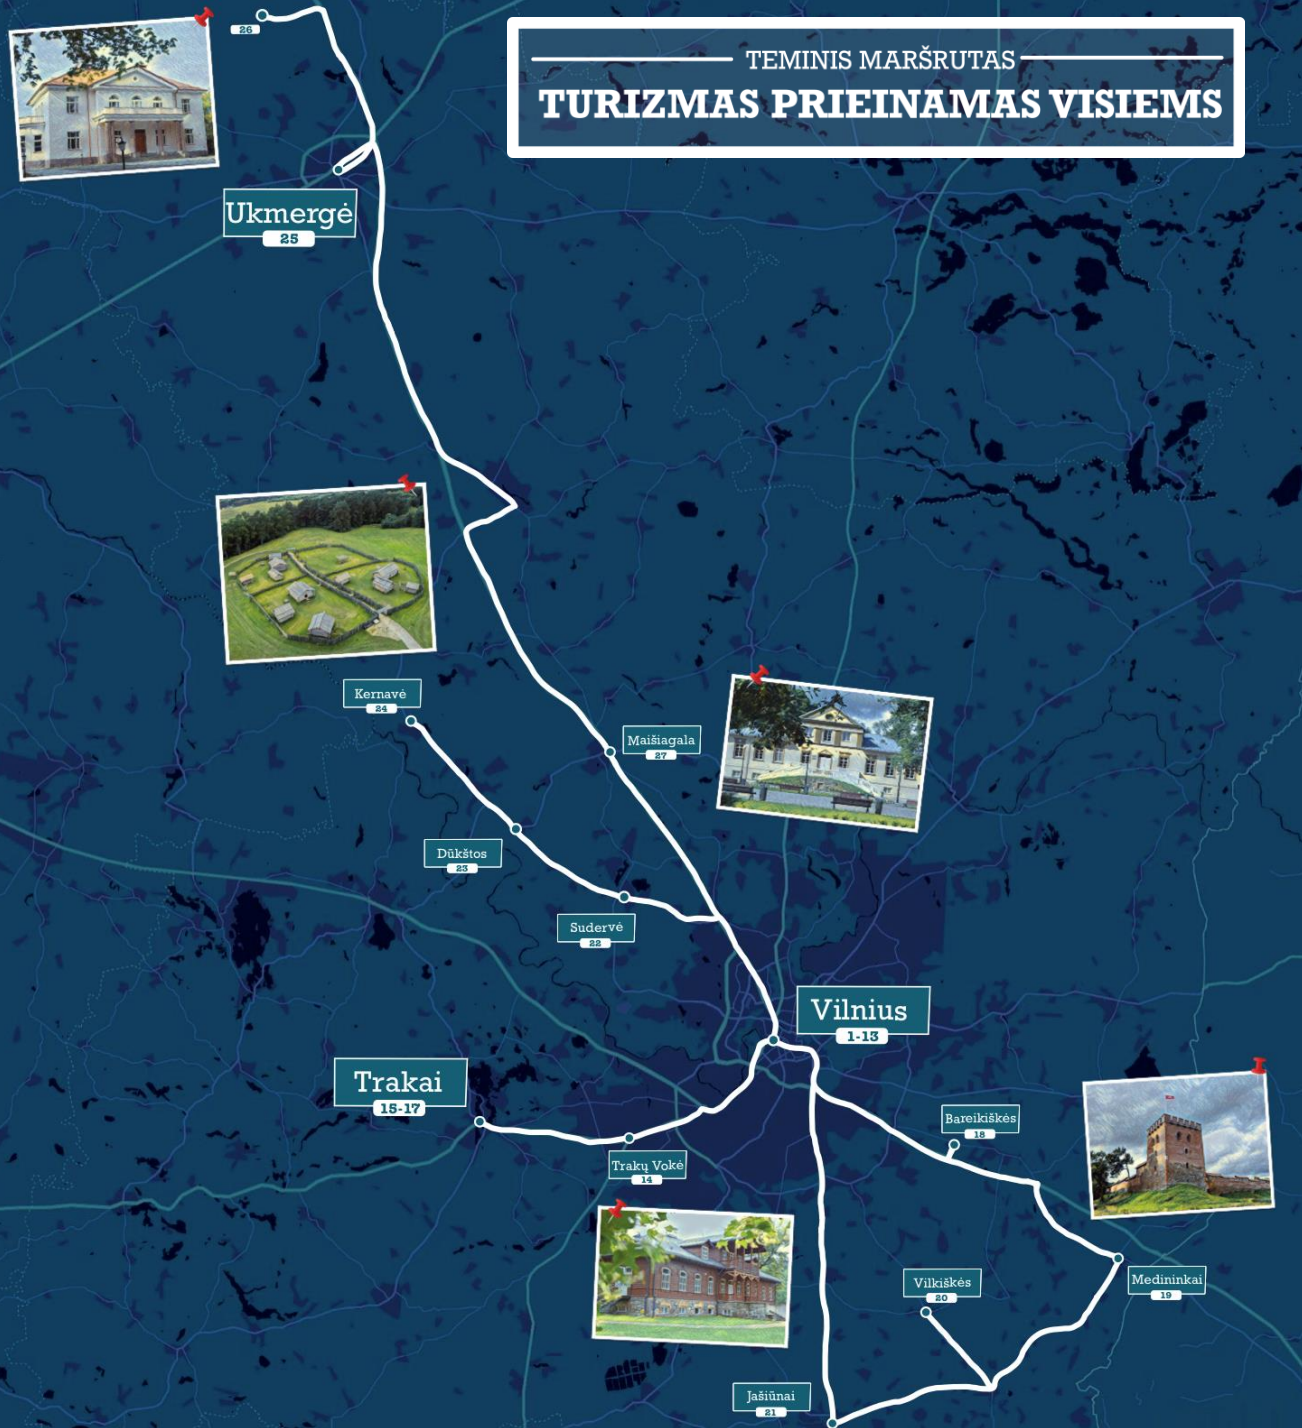 26
TEMINIS MARŠRUTAS
TURIZMAS PRIEINAMAS VISIEMS
Ukmergė
25
Kernavė
24
Maišiagala
27
Dūkštos
23
Sudervė
22
Vilnius
1-13
Trakai
15-17
Bareikiškės
18
Trakų Vokė
14
Vilkiškės
20
Medininkai
19
Jašiūnai
21